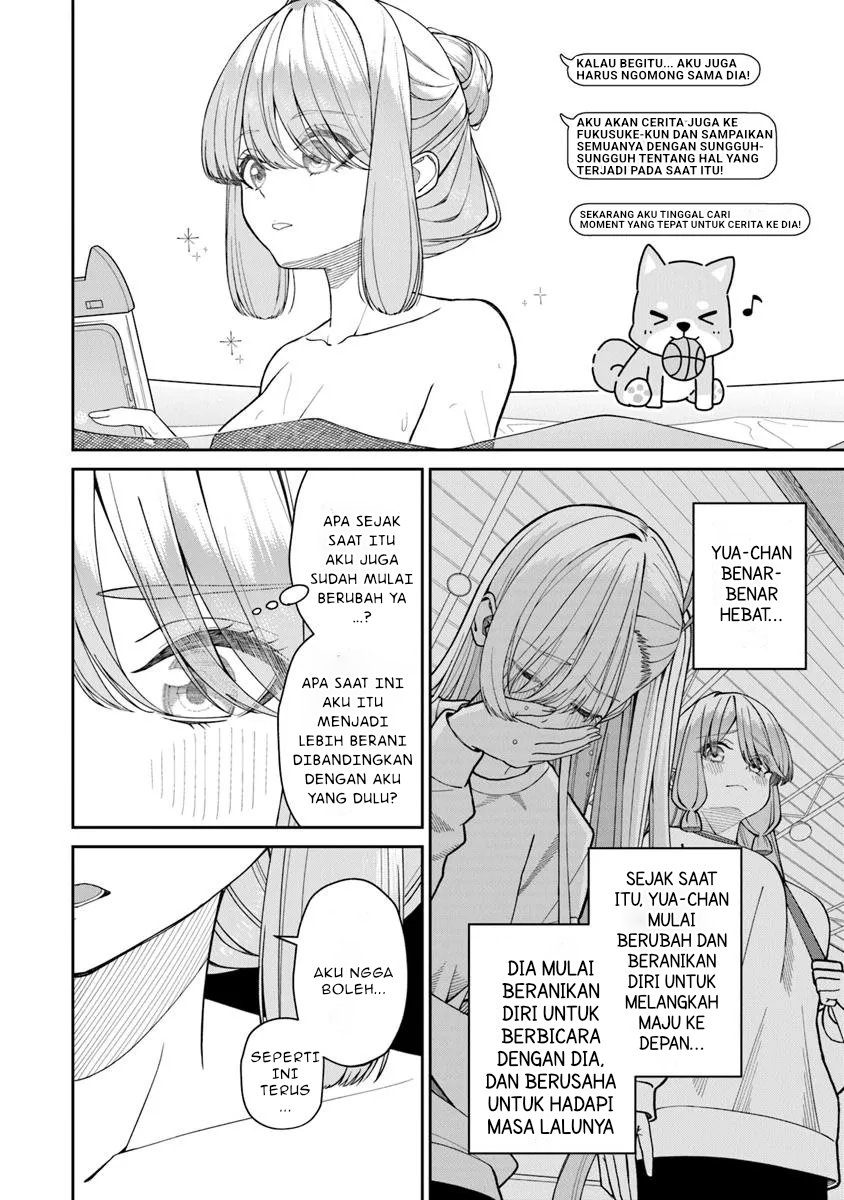 KALAU BEGITU... AKU JUGA
HARUS NGOMONG SAMA DIA!
AKU AKAN CERITA JUGA KE
FUKUSUKE-KUN DAN SAMPAIKAN
SEMUANYA DENGAN SUNGGUH-
SUNGGUH TENTANG HAL YANG
TERJADI PADA SAAT ITU!
SEKARANG AKU TINGGAL CARI
MOMENT YANG TEPAT UNTUK CERITA KE DIA!
YUA-CHAN
BENAR-
BENAR
HEBAT...
SEJAK SAAT
ITU, YUA-CHAN
MULAI
BERUBAH DAN
BERANIKAN
DIRI UNTUK
MELANGKAH
MAJU KE
DEPAN...
DIA MULAI
BERANIKAN
DIRI UNTUK
BERBICARA
DENGAN DIA,
DAN BERUSAHA
UNTUK HADAPI
MASA LALUNYA
APA SEJAK
SAAT ITU
AKU JUGA
SUDAH MULAI
BERUBAH YA
...?
APA SAAT INI
AKU ITU
MENJADI
LEBIH BERANI
DIBANDINGKAN
DENGAN AKU
YANG DULU?
AKU NGGA
BOLEH...
SEPERTI
INI
TERUS
...